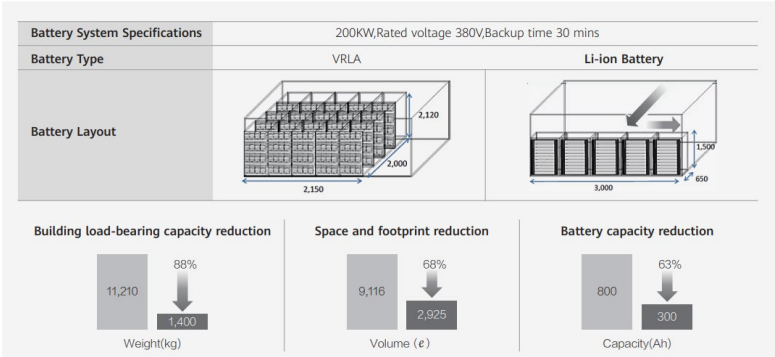 Battery System Specifications 200KW,Rated voltage 380V,Backup time 30 mins
Battery Type VRLA Li-ion Battery
Battery Layout
2,120
2,000
2,150
1,500
650
3,000
Building load-bearing capacity reduction
88%
11,210
1,400
Weight(kg)
Space and footprint reduction
68%
9,116
2,925
Volume (ℓ)
Battery capacity reduction
63%
800
300
Capacity(Ah)